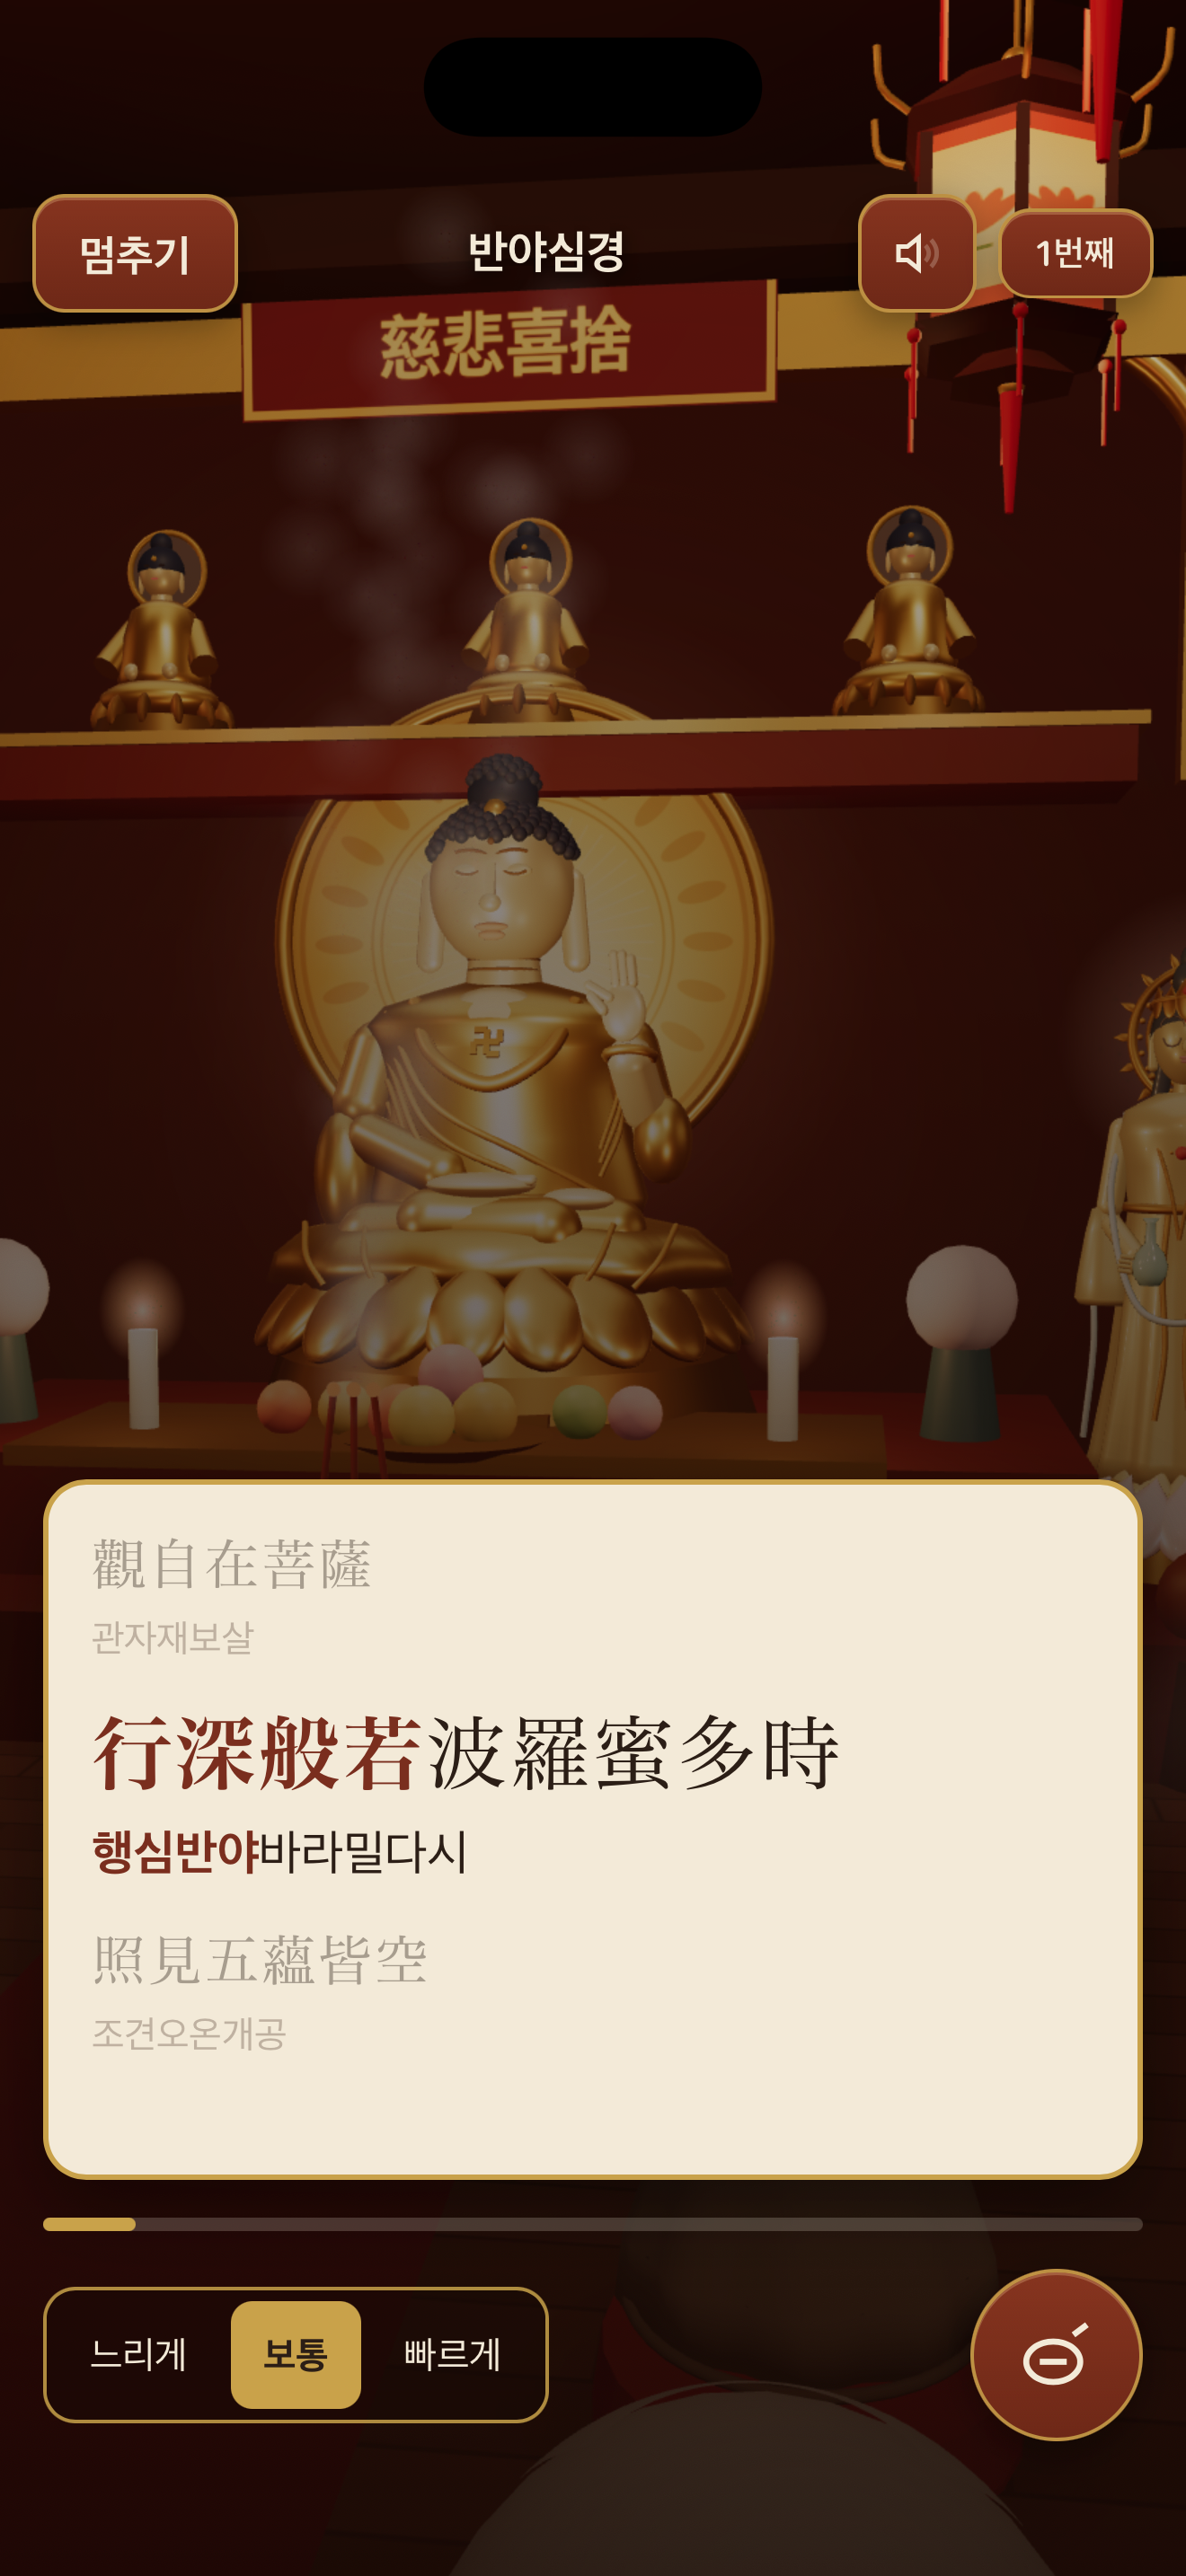 멈추기
반야심경
1번째
慈悲喜捨
卍
觀自在菩薩
관자재보살
行深般若波羅蜜多時
행심반야바라밀다시
照見五蘊皆空
조견오온개공
느리게
보통
빠르게